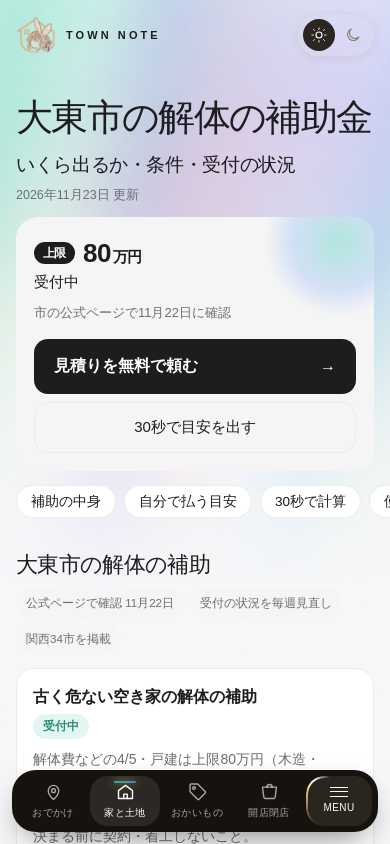 TOWN NOTE
大東市の解体の補助金
いくら出るか・条件・受付の状況
2026年11月23日 更新
上限 80万円
受付中
市の公式ページで11月22日に確認
見積りを無料で頼む →
30秒で目安を出す
補助の中身 自分で払う目安 30秒で計算
大東市の解体の補助
公式ページで確認 11月22日 受付の状況を毎週見直し
関西34市を掲載
古く危ない空き家の解体の補助
受付中
解体費などの4/5・戸建は上限80万円（木造・
おでかけ 家と土地 おかいもの 開店閉店 MENU
決まる前に契約・着工しないこと。